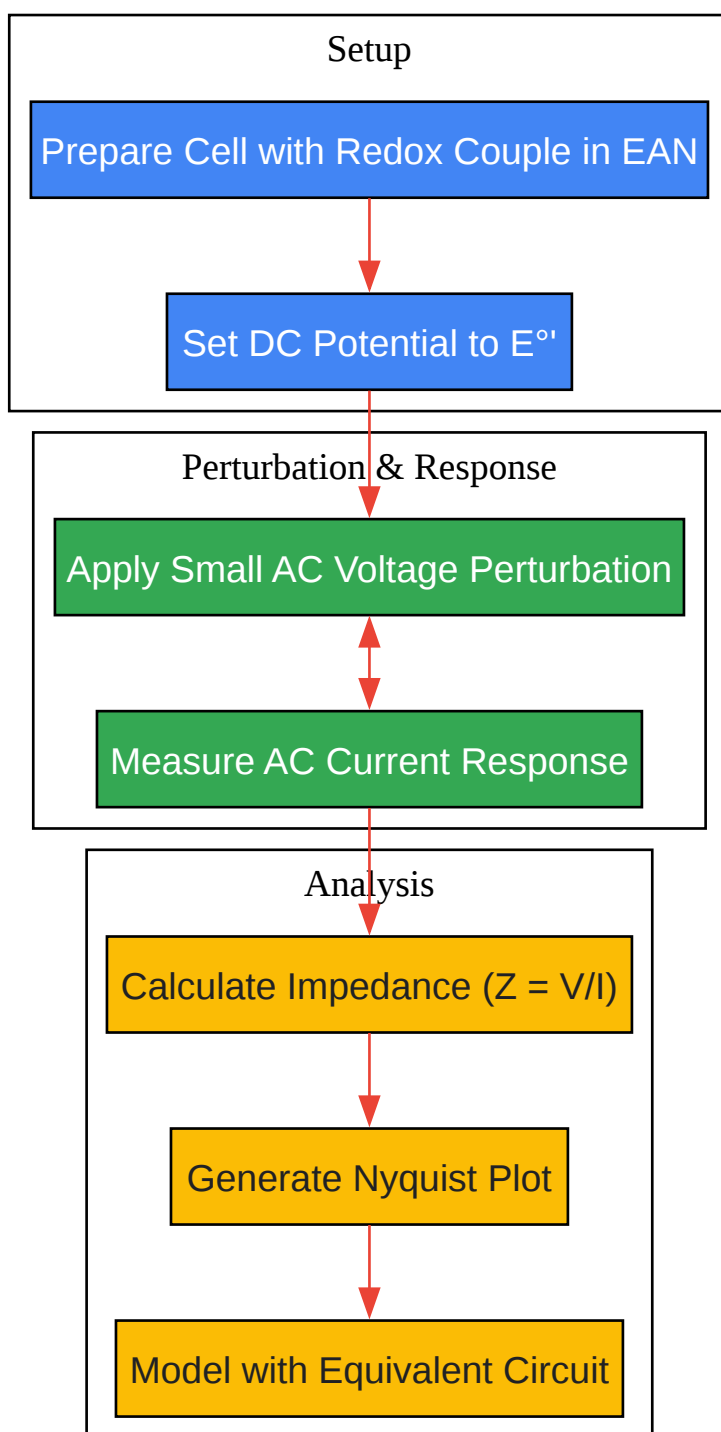 Setup
Prepare Cell with Redox Couple in EAN
Set DC Potential to E°'
Perturbation & Response
Apply Small AC Voltage Perturbation
Measure AC Current Response
Analysis
Calculate Impedance (Z = V/I)
Generate Nyquist Plot
Model with Equivalent Circuit